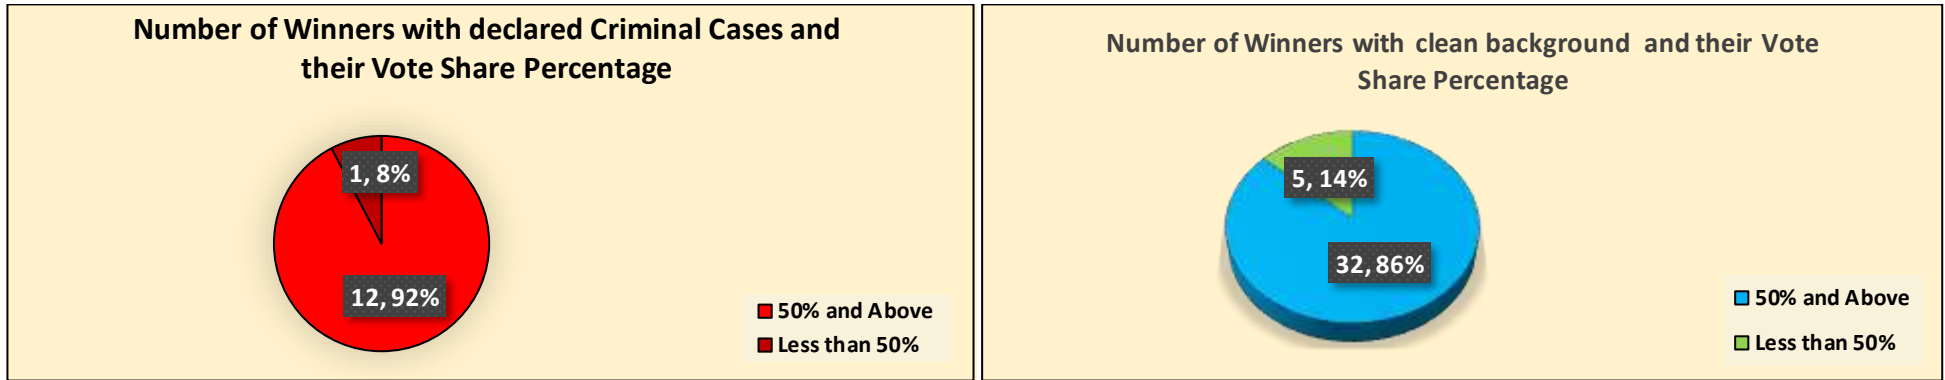 Number of Winners with declared Criminal Cases and
their Vote Share Percentage
1, 8%
12, 92%
50% and Above
Less than 50%
Number of Winners with clean background and their Vote
Share Percentage
5, 14%
32, 86%
50% and Above
Less than 50%